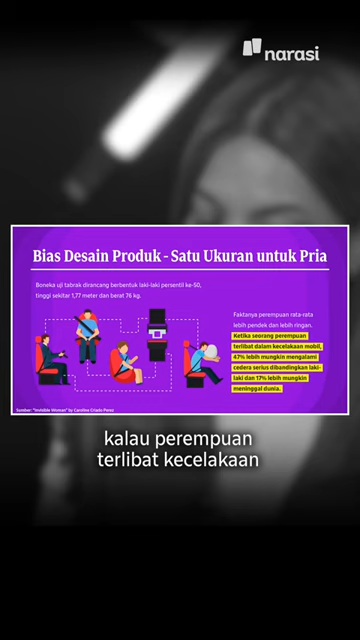 narasi
Bias Desain Produk - Satu Ukuran untuk Pria
Boneka uji tabrak dirancang berbentuk laki-laki persentil ke-50,
tinggi sekitar 1,77 meter dan berat 76 kg.
Faktanya perempuan rata-rata
lebih pendek dan lebih ringan.
Ketika seorang perempuan
terlibat dalam kecelakaan mobil,
47% lebih mungkin mengalami
cedera serius dibandingkan laki-
laki dan 17% lebih mungkin
meninggal dunia.
Sumber: "Invisible Woman" by Caroline Criado Perez
kalau perempuan
terlibat kecelakaan